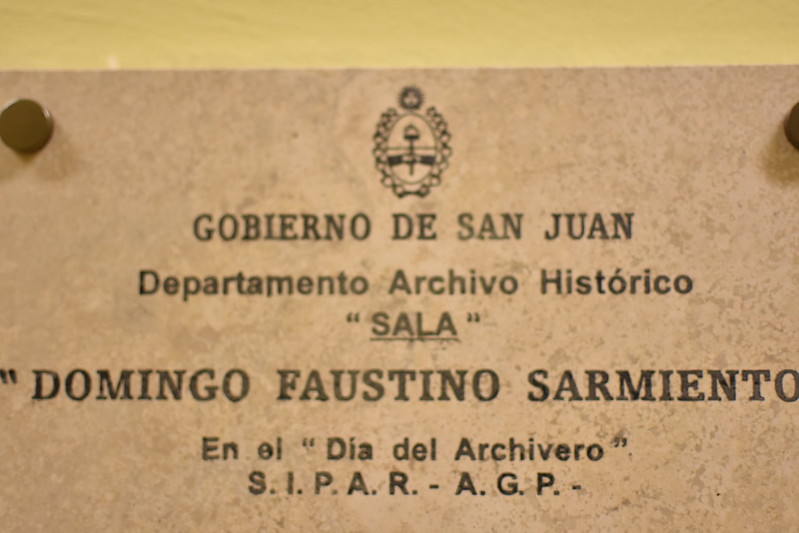 GOBIERNO DE SAN JUAN
Departamento Archivo Histórico
“ SALA ”
" DOMINGO FAUSTINO SARMIENTO
En el “ Día del Archivero ”
S. I. P. A. R. - A. G. P. -